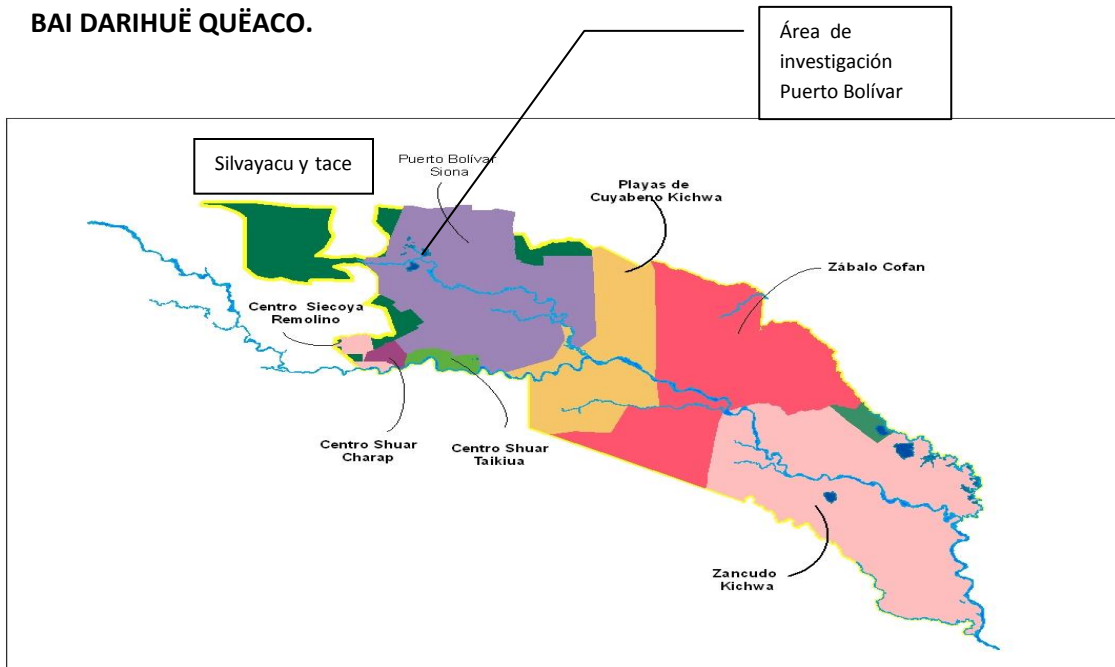 BAI DARIHUË QUËACO.
Área de
investigación
Puerto Bolívar
Silvayacu y tace
Puerto Bolívar
Siona
Playas de
Cuyabeno Kichwa
Zábalo Cofan
Centro Siecoya
Remolino
Centro Shuar
Charap
Centro Shuar
Taikiua
Zancudo
Kichwa